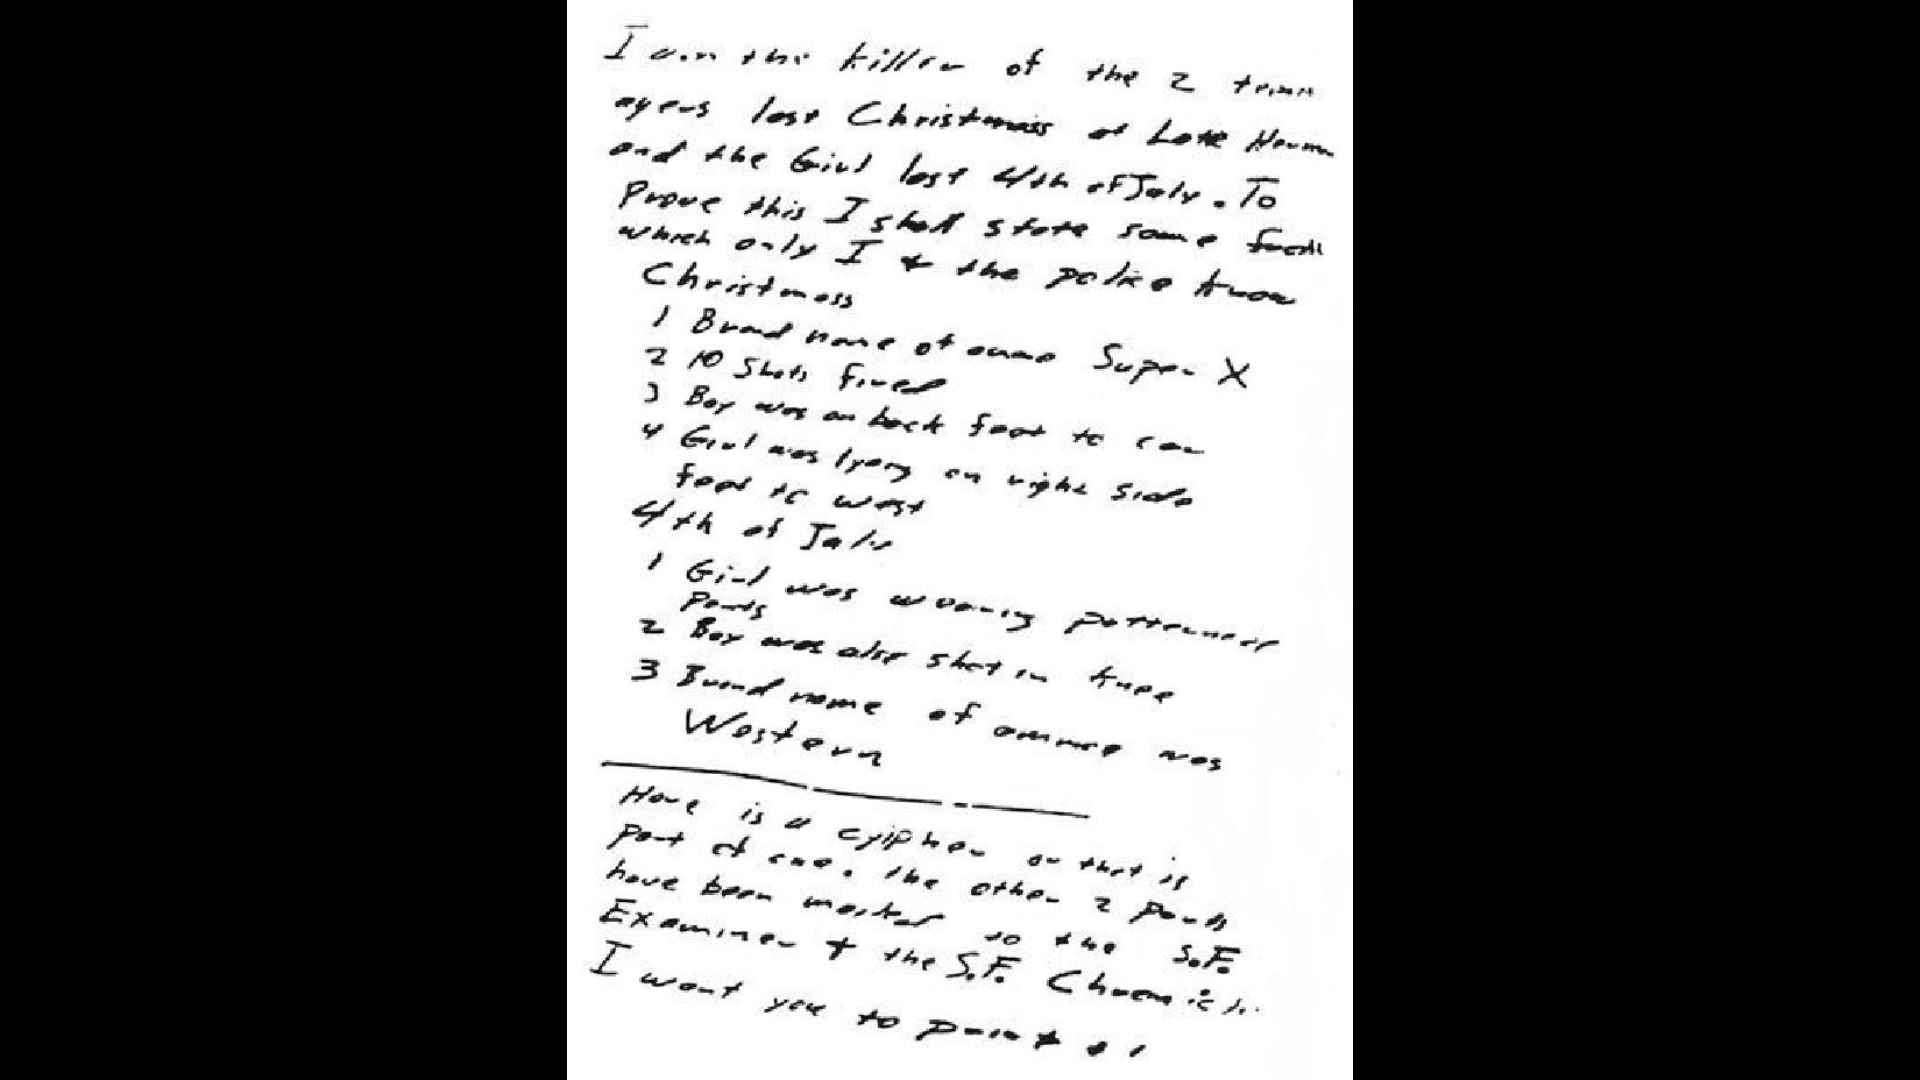 I am the killer of the 2 teen
agers last Christmass at Lake Herman
and the Girl last 4th of July. To
Prove this I shall state some facts
which only I + the police know
Christmass
1 Brand name of ammo Super X
2 10 Shots fired
3 Boy was on back feet to car
4 Girl was lyeing on right side
feet to west
4th of July
1 Girl was wearing patterned
pants
2 Boy was also shot in knee
3 Brand name of ammo was
Western
Here is a cyipher or that is
part of one. the other 2 parts
have been mailed to the S.F.
Examiner + the S.F. Chronicle
I want you to print